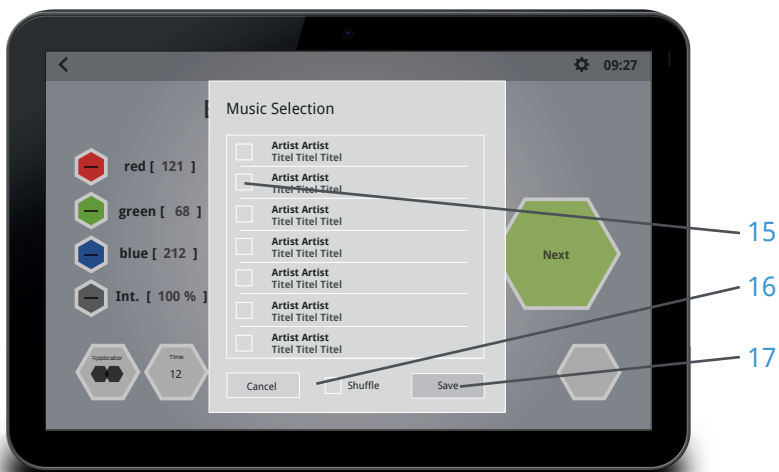 09:27
Music Selection
Artist Artist
Titel Titel Titel
Artist Artist
Titel Titel Titel
Artist Artist
Titel Titel Titel
Artist Artist
Titel Titel Titel
Artist Artist
Titel Titel Titel
Artist Artist
Titel Titel Titel
Artist Artist
Titel Titel Titel
red [ 121 ]
green [ 68 ]
blue [ 212 ]
Int. [ 100 % ]
Applicator
Time
12
Cancel
Shuffle
Save
Next
15
16
17